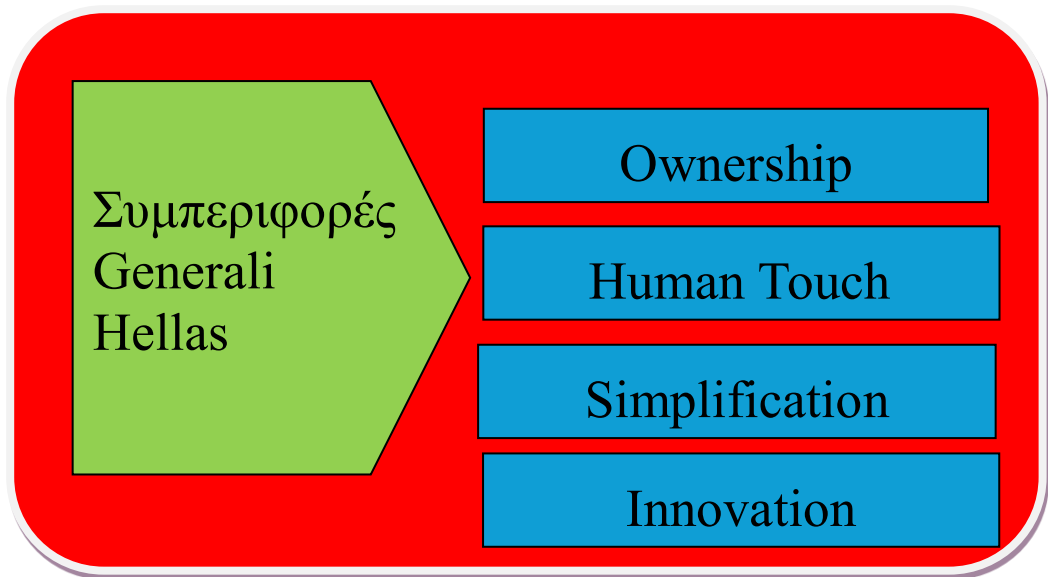 Συμπεριφορές
Generali
Hellas
Ownership
Human Touch
Simplification
Innovation